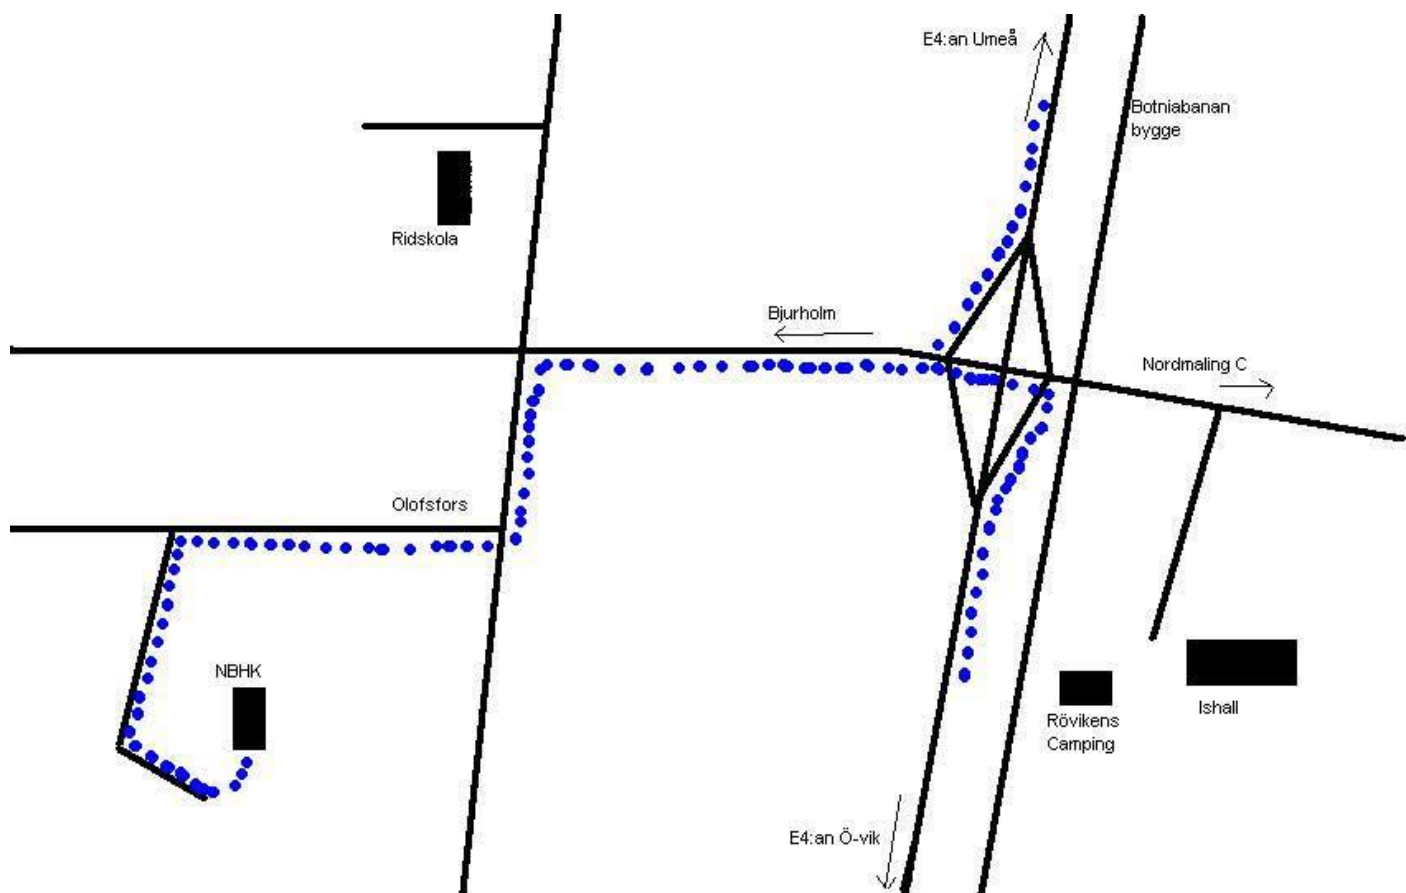 E4:an Umeå
Botniabanan
bygge
Ridskola
Bjurholm
Nordmaling C
Olofsfors
NBHK
Ishall
Rövikens
Camping
E4:an Ö-vik